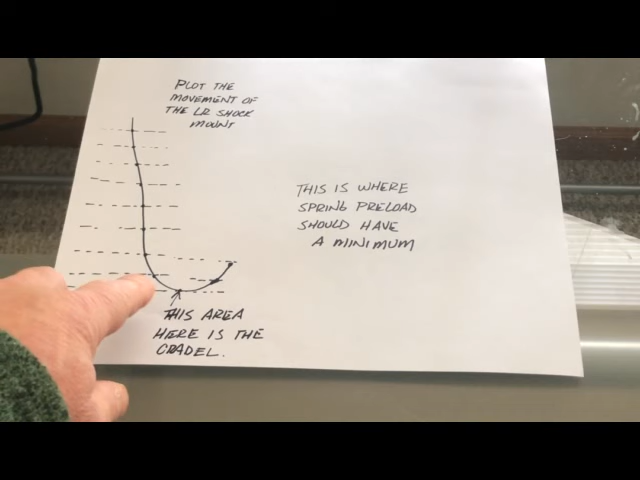 PLOT THE
MOVEMENT OF
THE LR SHOCK
MOUNT
THIS IS WHERE
SPRING PRELOAD
SHOULD HAVE
A MINIMUM
THIS AREA
HERE IS THE
CRADEL.